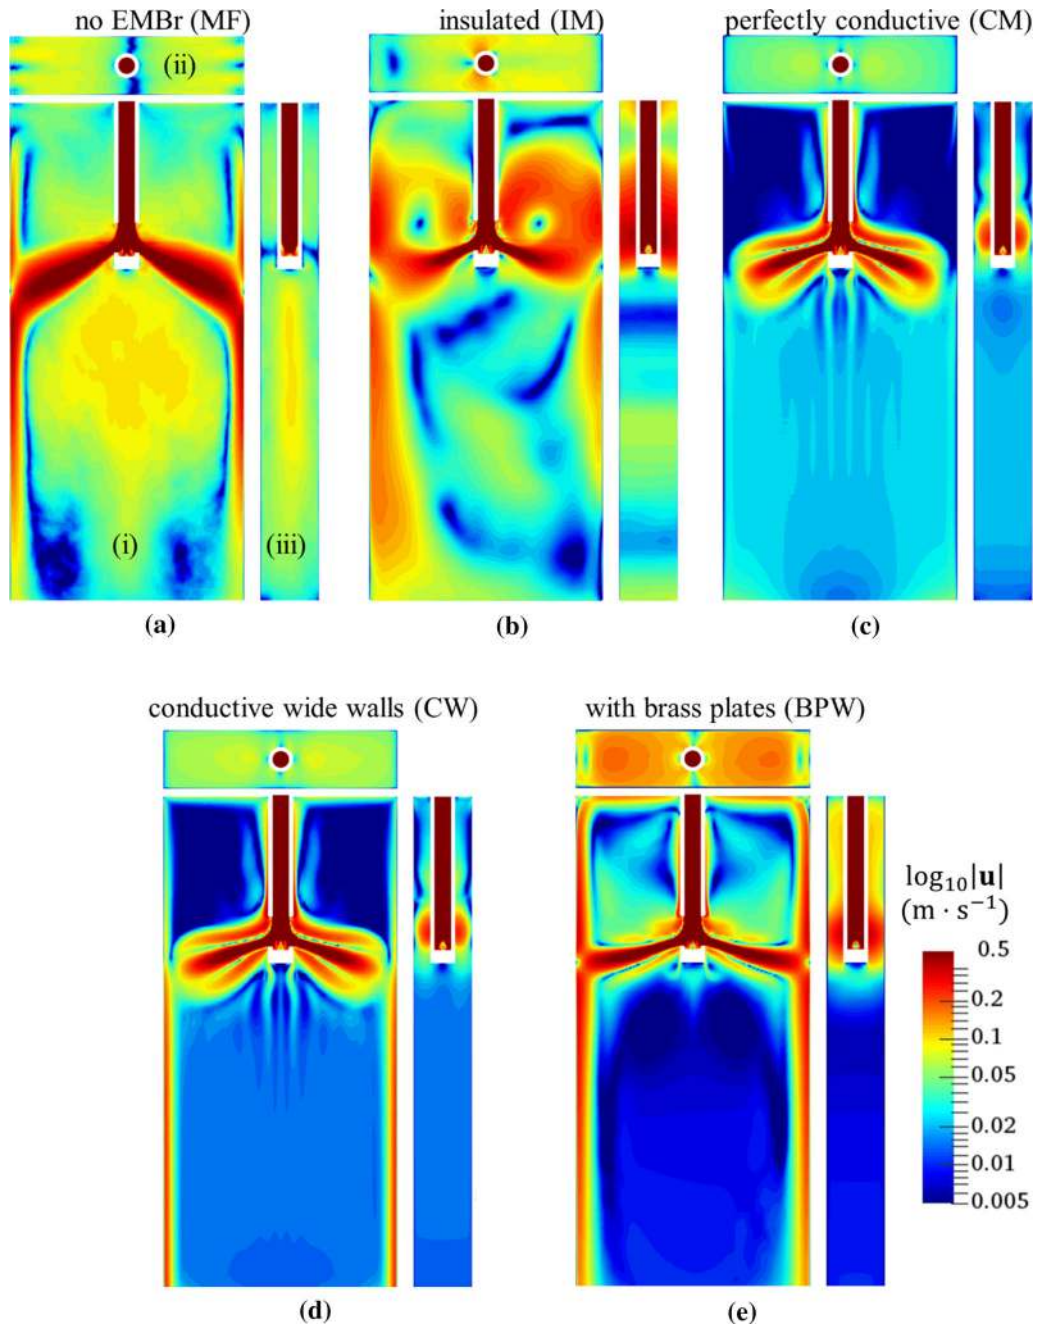 no EMBr (MF)
insulated (IM)
perfectly conductive (CM)
(ii)
(i)
(iii)
(a)
(b)
(c)
conductive wide walls (CW)
with brass plates (BPW)
log₁₀|𝐮|
(m · s⁻¹)
0.5
0.2
0.1
0.05
0.02
0.01
0.005
(d)
(e)